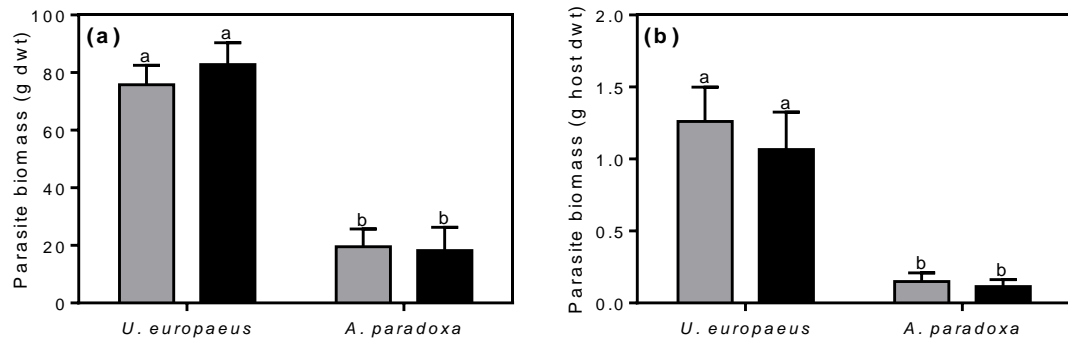 (a)
Parasite biomass (g dwt)
100
80
60
40
20
0
a
a
b
b
U. europaeus
A. paradoxa
(b)
Parasite biomass (g host dwt)
2.0
1.5
1.0
0.5
0.0
a
a
b
b
U. europaeus
A. paradoxa